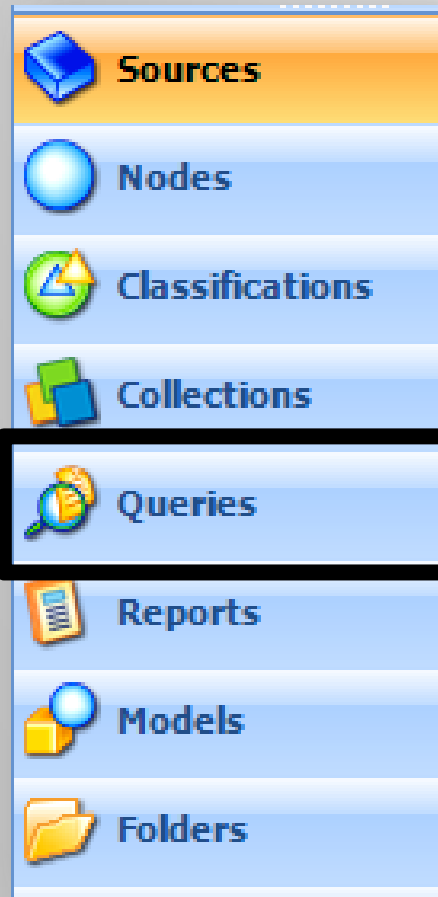 Sources
Nodes
Classifications
Collections
Queries
Reports
Models
Folders